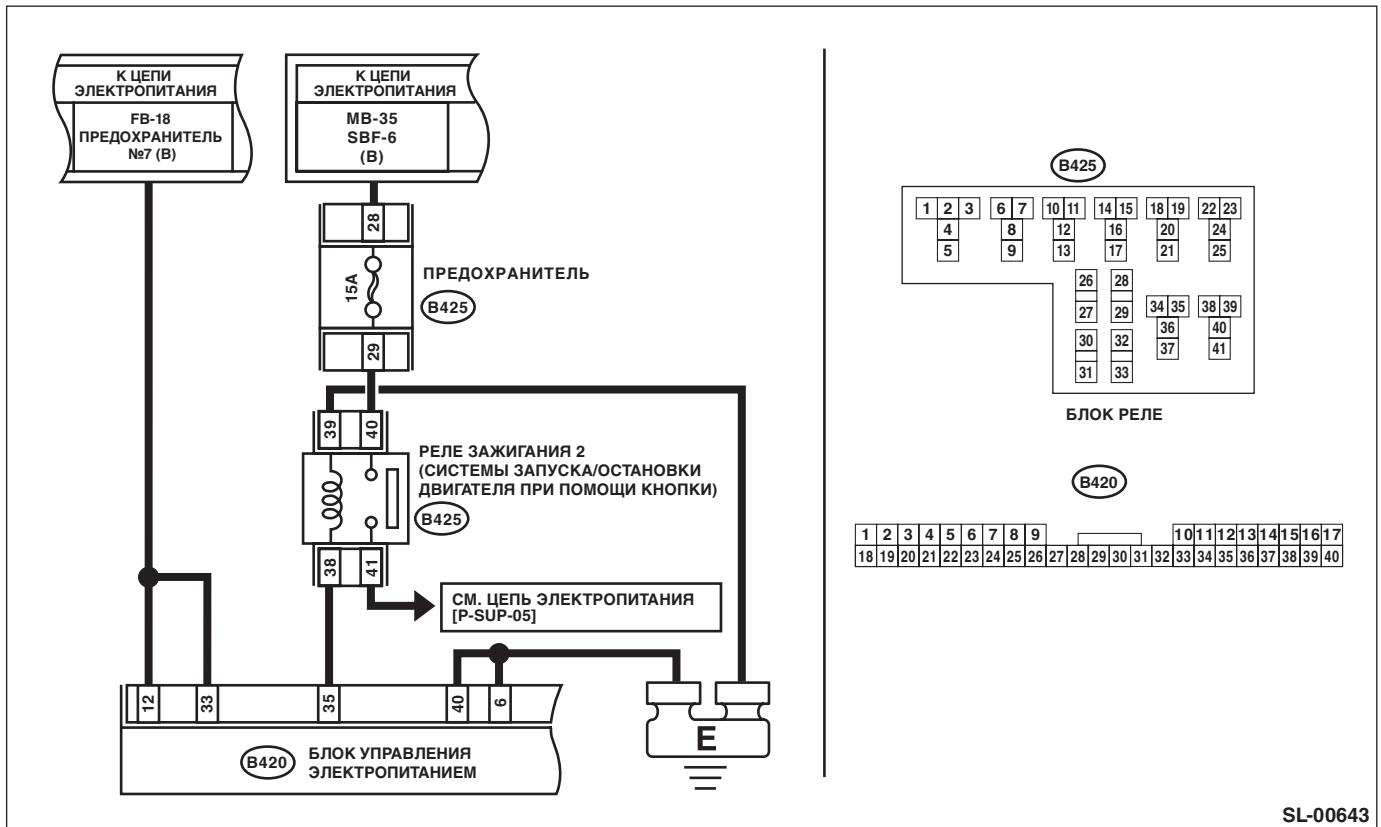 К ЦЕПИ
ЭЛЕКТРОПИТАНИЯ
FB-18
ПРЕДОХРАНИТЕЛЬ
№7 (B)
К ЦЕПИ
ЭЛЕКТРОПИТАНИЯ
MB-35
SBF-6
(B)
28
15A
ПРЕДОХРАНИТЕЛЬ
B425
29
39 40
РЕЛЕ ЗАЖИГАНИЯ 2
(СИСТЕМЫ ЗАПУСКА/ОСТАНОВКИ
ДВИГАТЕЛЯ ПРИ ПОМОЩИ КНОПКИ)
B425
38 41
СМ. ЦЕПЬ ЭЛЕКТРОПИТАНИЯ
[P-SUP-05]
12 33 35 40 6
B420
БЛОК УПРАВЛЕНИЯ
ЭЛЕКТРОПИТАНИЕМ
E
B425
1 2 3 6 7 10 11 14 15 18 19 22 23
4 8 12 16 20 24
5 9 13 17 21 25
26 28
27 29
34 35 38 39
30 32
36 40
31 33
37 41
БЛОК РЕЛЕ
B420
1 2 3 4 5 6 7 8 9 10 11 12 13 14 15 16 17
18 19 20 21 22 23 24 25 26 27 28 29 30 31 32 33 34 35 36 37 38 39 40
SL-00643